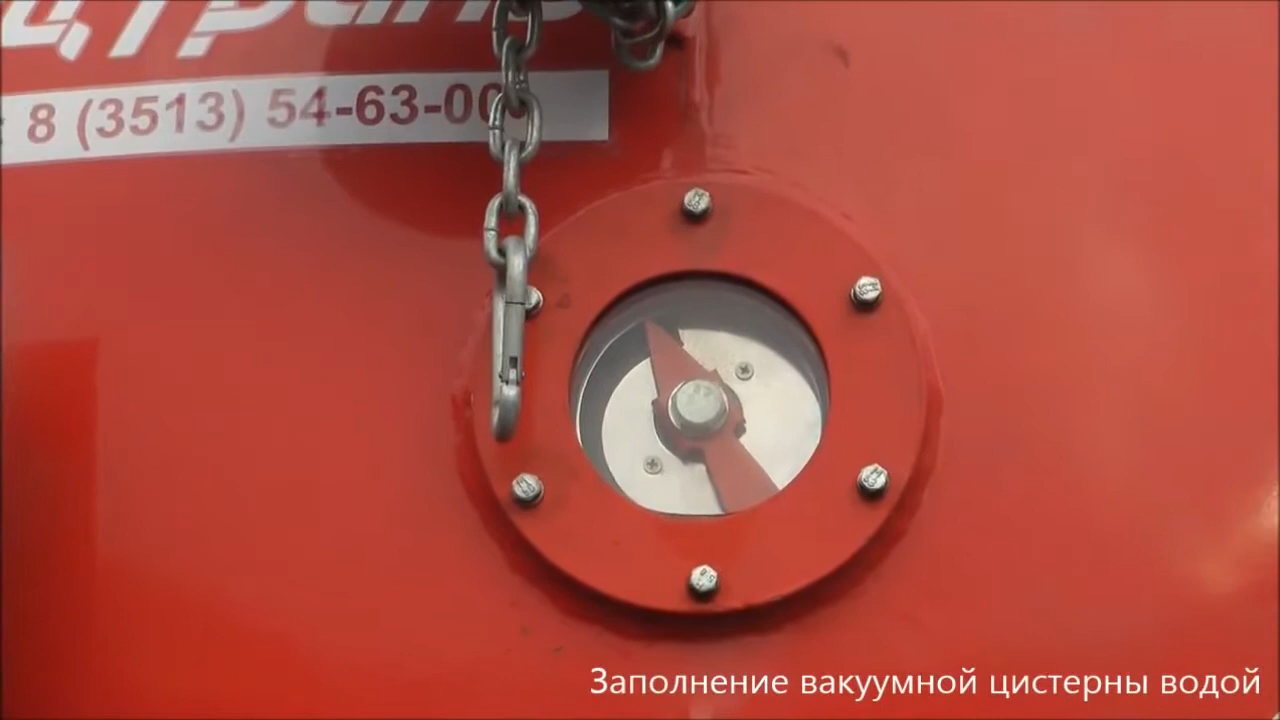 8 (3513) 54-63-00
Заполнение вакуумной цистерны водой